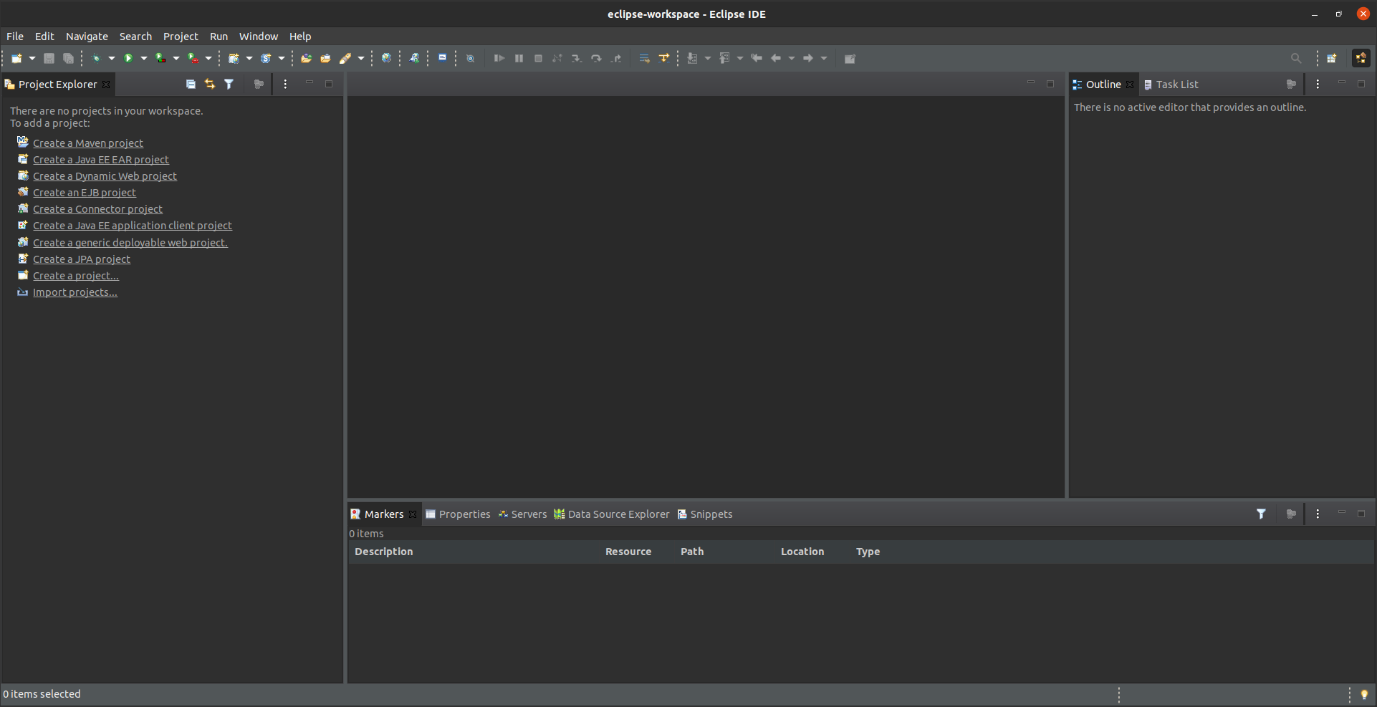 eclipse-workspace - Eclipse IDE
File Edit Navigate Search Project Run Window Help
Project Explorer
There are no projects in your workspace.
To add a project:
Create a Maven project
Create a Java EE EAR project
Create a Dynamic Web project
Create an EJB project
Create a Connector project
Create a Java EE application client project
Create a generic deployable web project.
Create a JPA project
Create a project...
Import projects...
Outline Task List
There is no active editor that provides an outline.
Markers Properties Servers Data Source Explorer Snippets
0 items
Description Resource Path Location Type
0 items selected